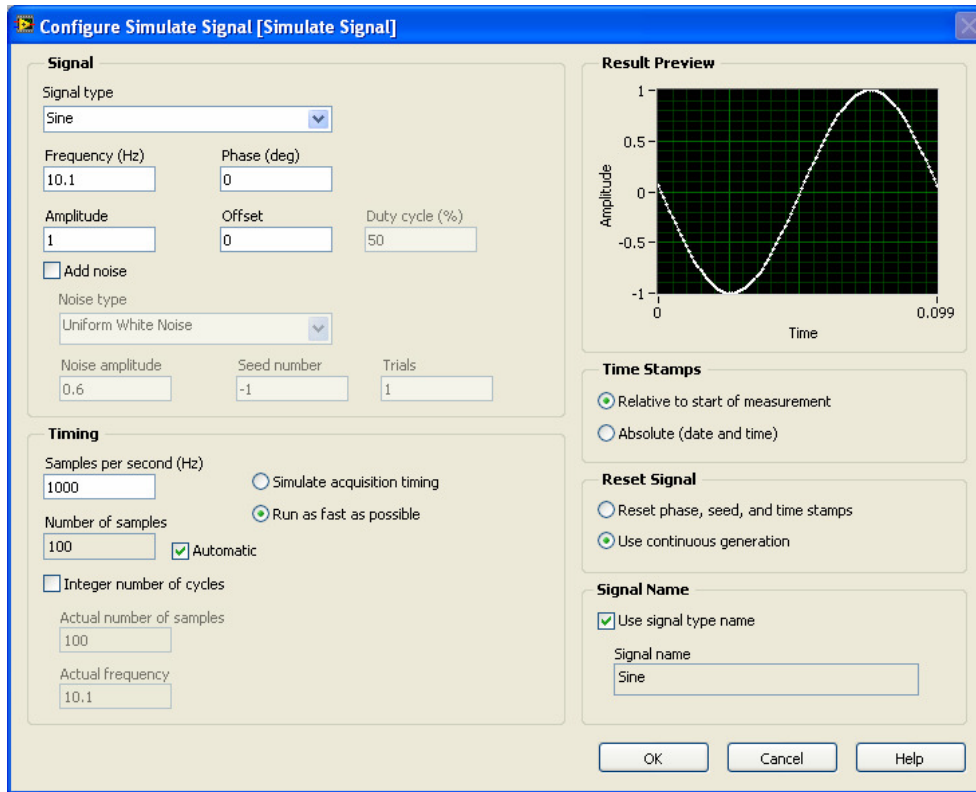 Configure Simulate Signal [Simulate Signal]
Signal
Signal type
Sine
Frequency (Hz) Phase (deg)
10.1 0
Amplitude Offset Duty cycle (%)
1 0 50
Add noise
Noise type
Uniform White Noise
Noise amplitude Seed number Trials
0.6 -1 1
Timing
Samples per second (Hz)
1000
Simulate acquisition timing
Run as fast as possible
Number of samples
100 Automatic
Integer number of cycles
Actual number of samples
100
Actual frequency
10.1
Result Preview
1
0.5
0
-0.5
-1
Amplitude
0 0.099
Time
Time Stamps
Relative to start of measurement
Absolute (date and time)
Reset Signal
Reset phase, seed, and time stamps
Use continuous generation
Signal Name
Use signal type name
Signal name
Sine
OK Cancel Help